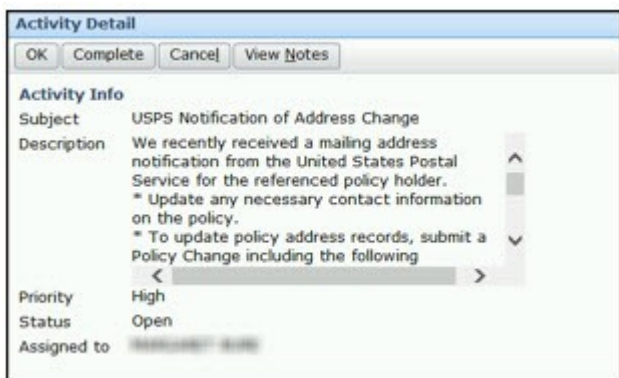 Activity Detail
OK Complete Cancel View Notes
Activity Info
Subject USPS Notification of Address Change
Description We recently received a mailing address
notification from the United States Postal
Service for the referenced policy holder.
* Update any necessary contact information
on the policy.
* To update policy address records, submit a
Policy Change including the following
Priority High
Status Open
Assigned to